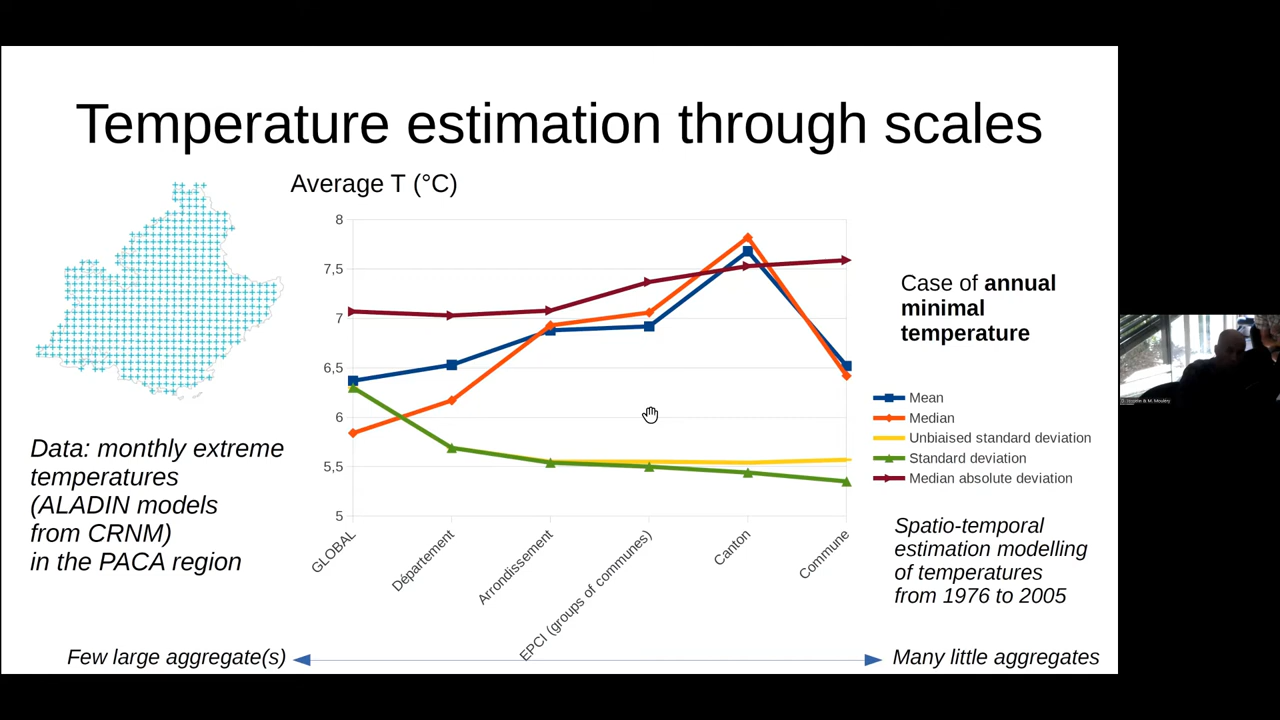 Temperature estimation through scales
Average T (°C)
8
7,5
7
6,5
6
5,5
5
GLOBAL
Département
Arrondissement
EPCI (groups of communes)
Canton
Commune
Case of annual
minimal
temperature
Mean
Median
Unbiaised standard deviation
Standard deviation
Median absolute deviation
Data: monthly extreme
temperatures
(ALADIN models
from CRNM)
in the PACA region
Spatio-temporal
estimation modelling
of temperatures
from 1976 to 2005
Few large aggregate(s)
Many little aggregates